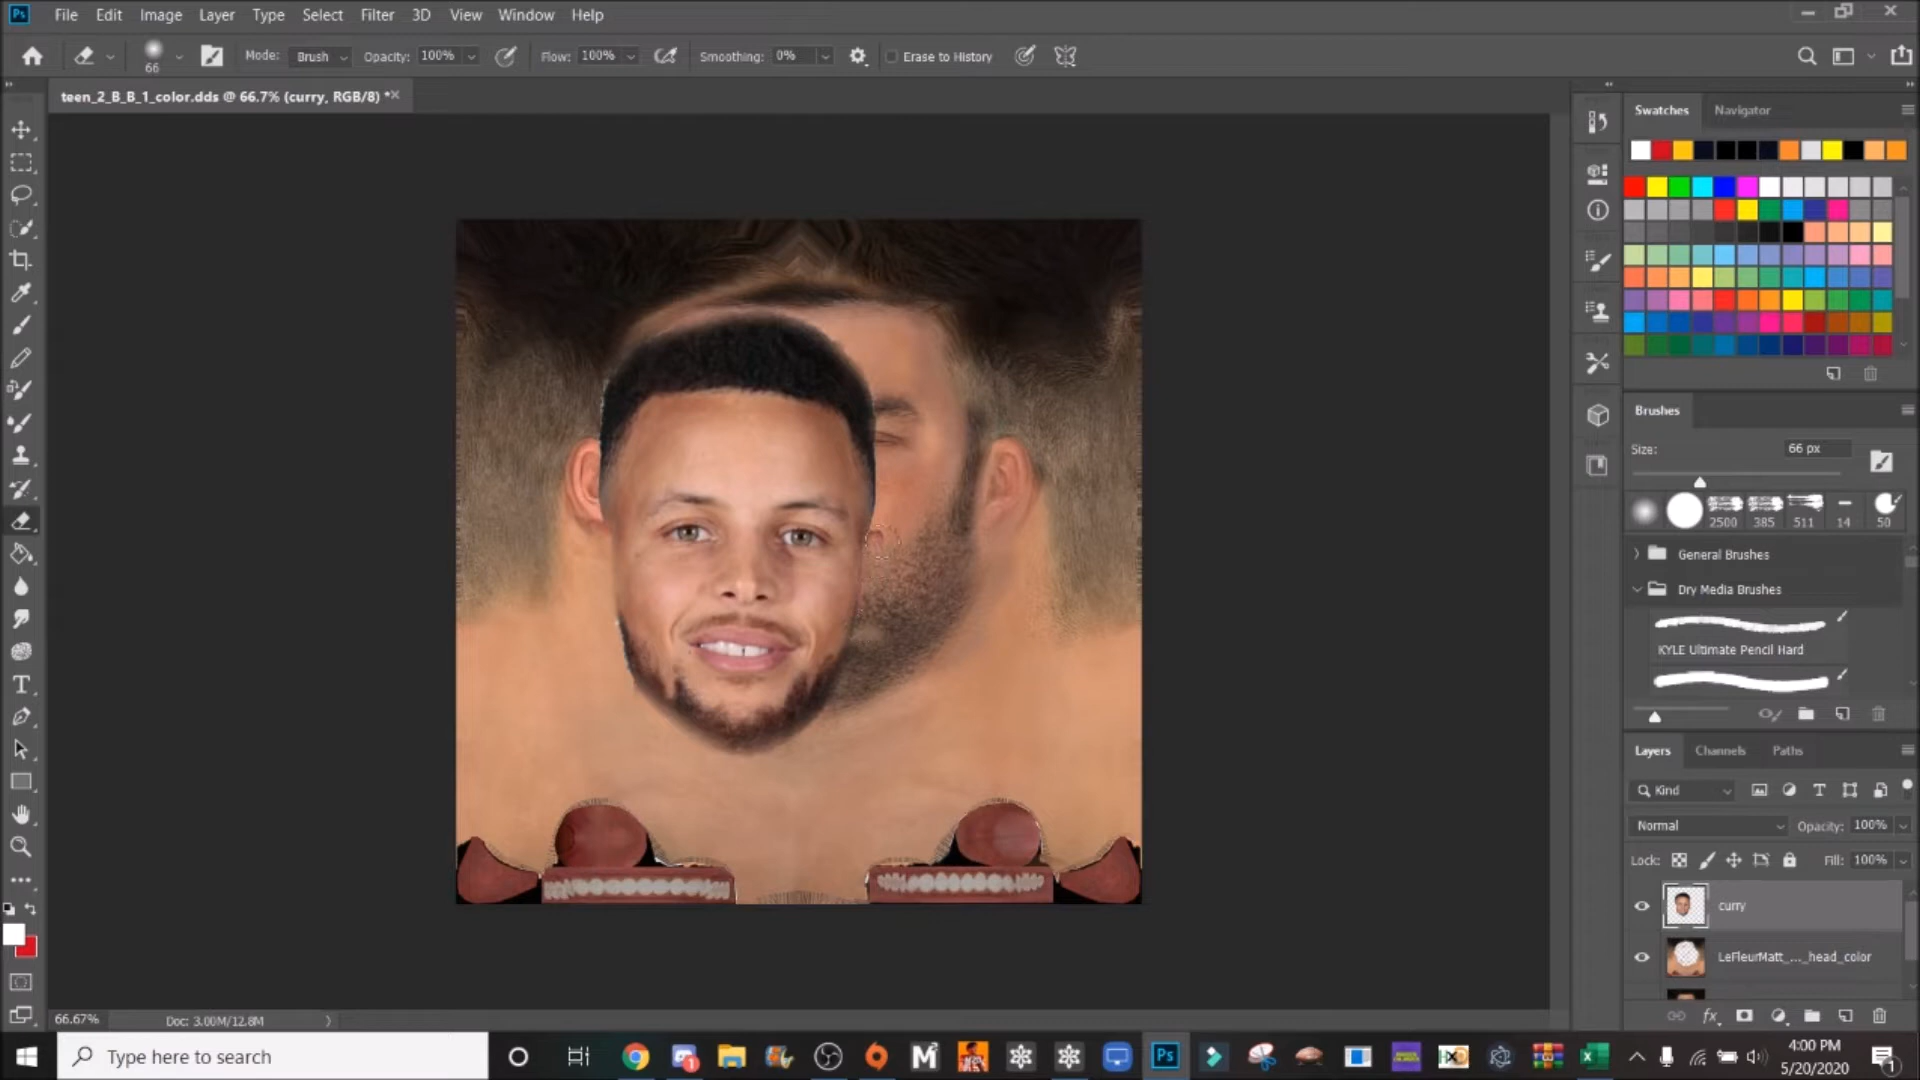 Ps File Edit Image Layer Type Select Filter 3D View Window Help
66 Mode: Brush Opacity: 100% Flow: 100% Smoothing: 0% Erase to History
teen_2_B_B_1_color.dds @ 66.7% (curry, RGB/8) *
Swatches Navigator
Brushes
Size: 66 px
2500 385 511 14 50
General Brushes
Dry Media Brushes
KYLE Ultimate Pencil Hard
Layers Channels Paths
Kind
Normal Opacity: 100%
Lock: Fill: 100%
curry
LeFleurMatt_..._head_color
66.67% Doc: 3.00M/12.8M
Type here to search
Ps
4:00 PM
5/20/2020
1